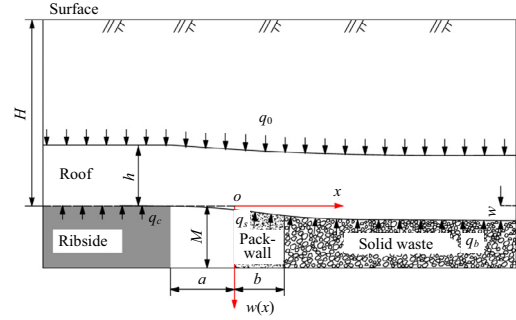 Surface
H
q0
Roof
h
o
x
w
qc
M
qs
Ribside
Pack-
wall
Solid waste
qb
a
b
w(x)